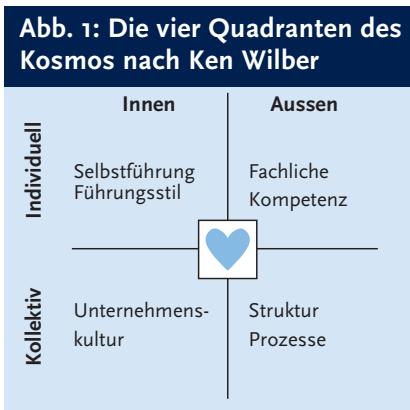 Abb. 1: Die vier Quadranten des
Kosmos nach Ken Wilber
Innen
Aussen
Individuell
Selbstführung
Führungsstil
Fachliche
Kompetenz
Kollektiv
Unternehmens-
kultur
Struktur
Prozesse